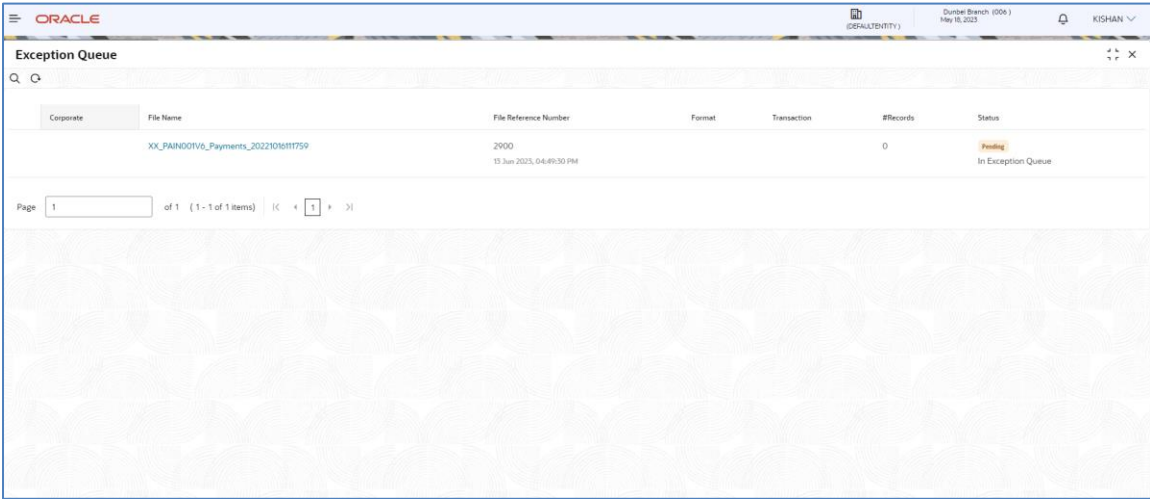 ORACLE
(DEFAULTENTITY)
Dunbel Branch (006 )
May 18, 2023
KISHAN
Exception Queue
Corporate File Name File Reference Number Format Transaction #Records Status
XX_PAIN001V6_Payments_20221016111759 2900 0 Pending
15 Jun 2023, 04:49:30 PM In Exception Queue
Page 1 of 1 (1 - 1 of 1 items) 1